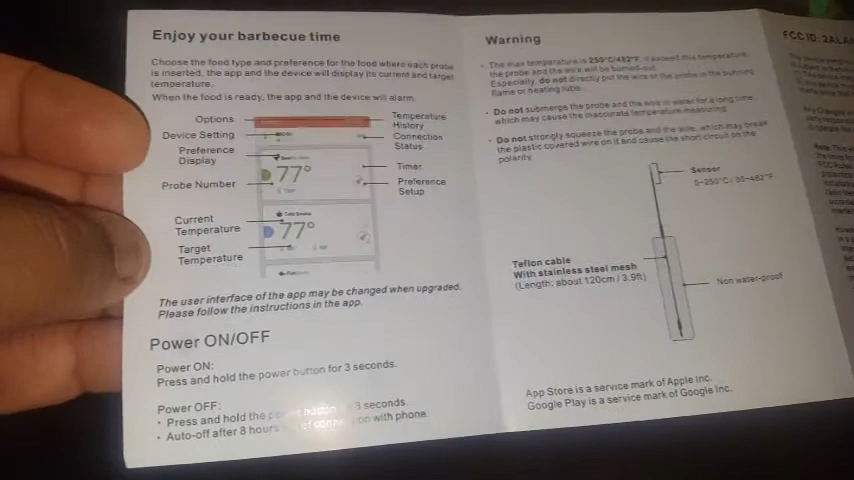 Enjoy your barbecue time
Choose the food type and preference for the food where each probe
is inserted, the app and the device will display its current and target
temperature.
When the food is ready, the app and the device will alarm.
Options
Device Setting
Preference
Display
Probe Number
Current
Temperature
Target
Temperature
77°
77°
Temperature
History
Connection
Status
Timer
Preference
Setup
The user interface of the app may be changed when upgraded.
Please follow the instructions in the app.
Power ON/OFF
Power ON:
Press and hold the power button for 3 seconds.
Power OFF:
• Press and hold the power button 3 seconds.
• Auto-off after 8 hours of connection with phone.
Warning
• The max temperature is 250°C/482°F, if exceed this temperature,
the probe and the wire will be burned-out.
Especially, do not directly put the wire or the probe in the burning
flame or heating tube.
• Do not submerge the probe and the wire in water for a long time,
which may cause the inaccurate temperature measuring.
• Do not strongly squeeze the probe and the wire, which may break
the plastic covered wire on it and cause the short circuit on the
polarity.
Sensor
0~250°C / 30~482°F
Teflon cable
With stainless steel mesh
(Length: about 120cm / 3.9ft)
Non water-proof
App Store is a service mark of Apple Inc.
Google Play is a service mark of Google Inc.
FCC ID: 2ALA